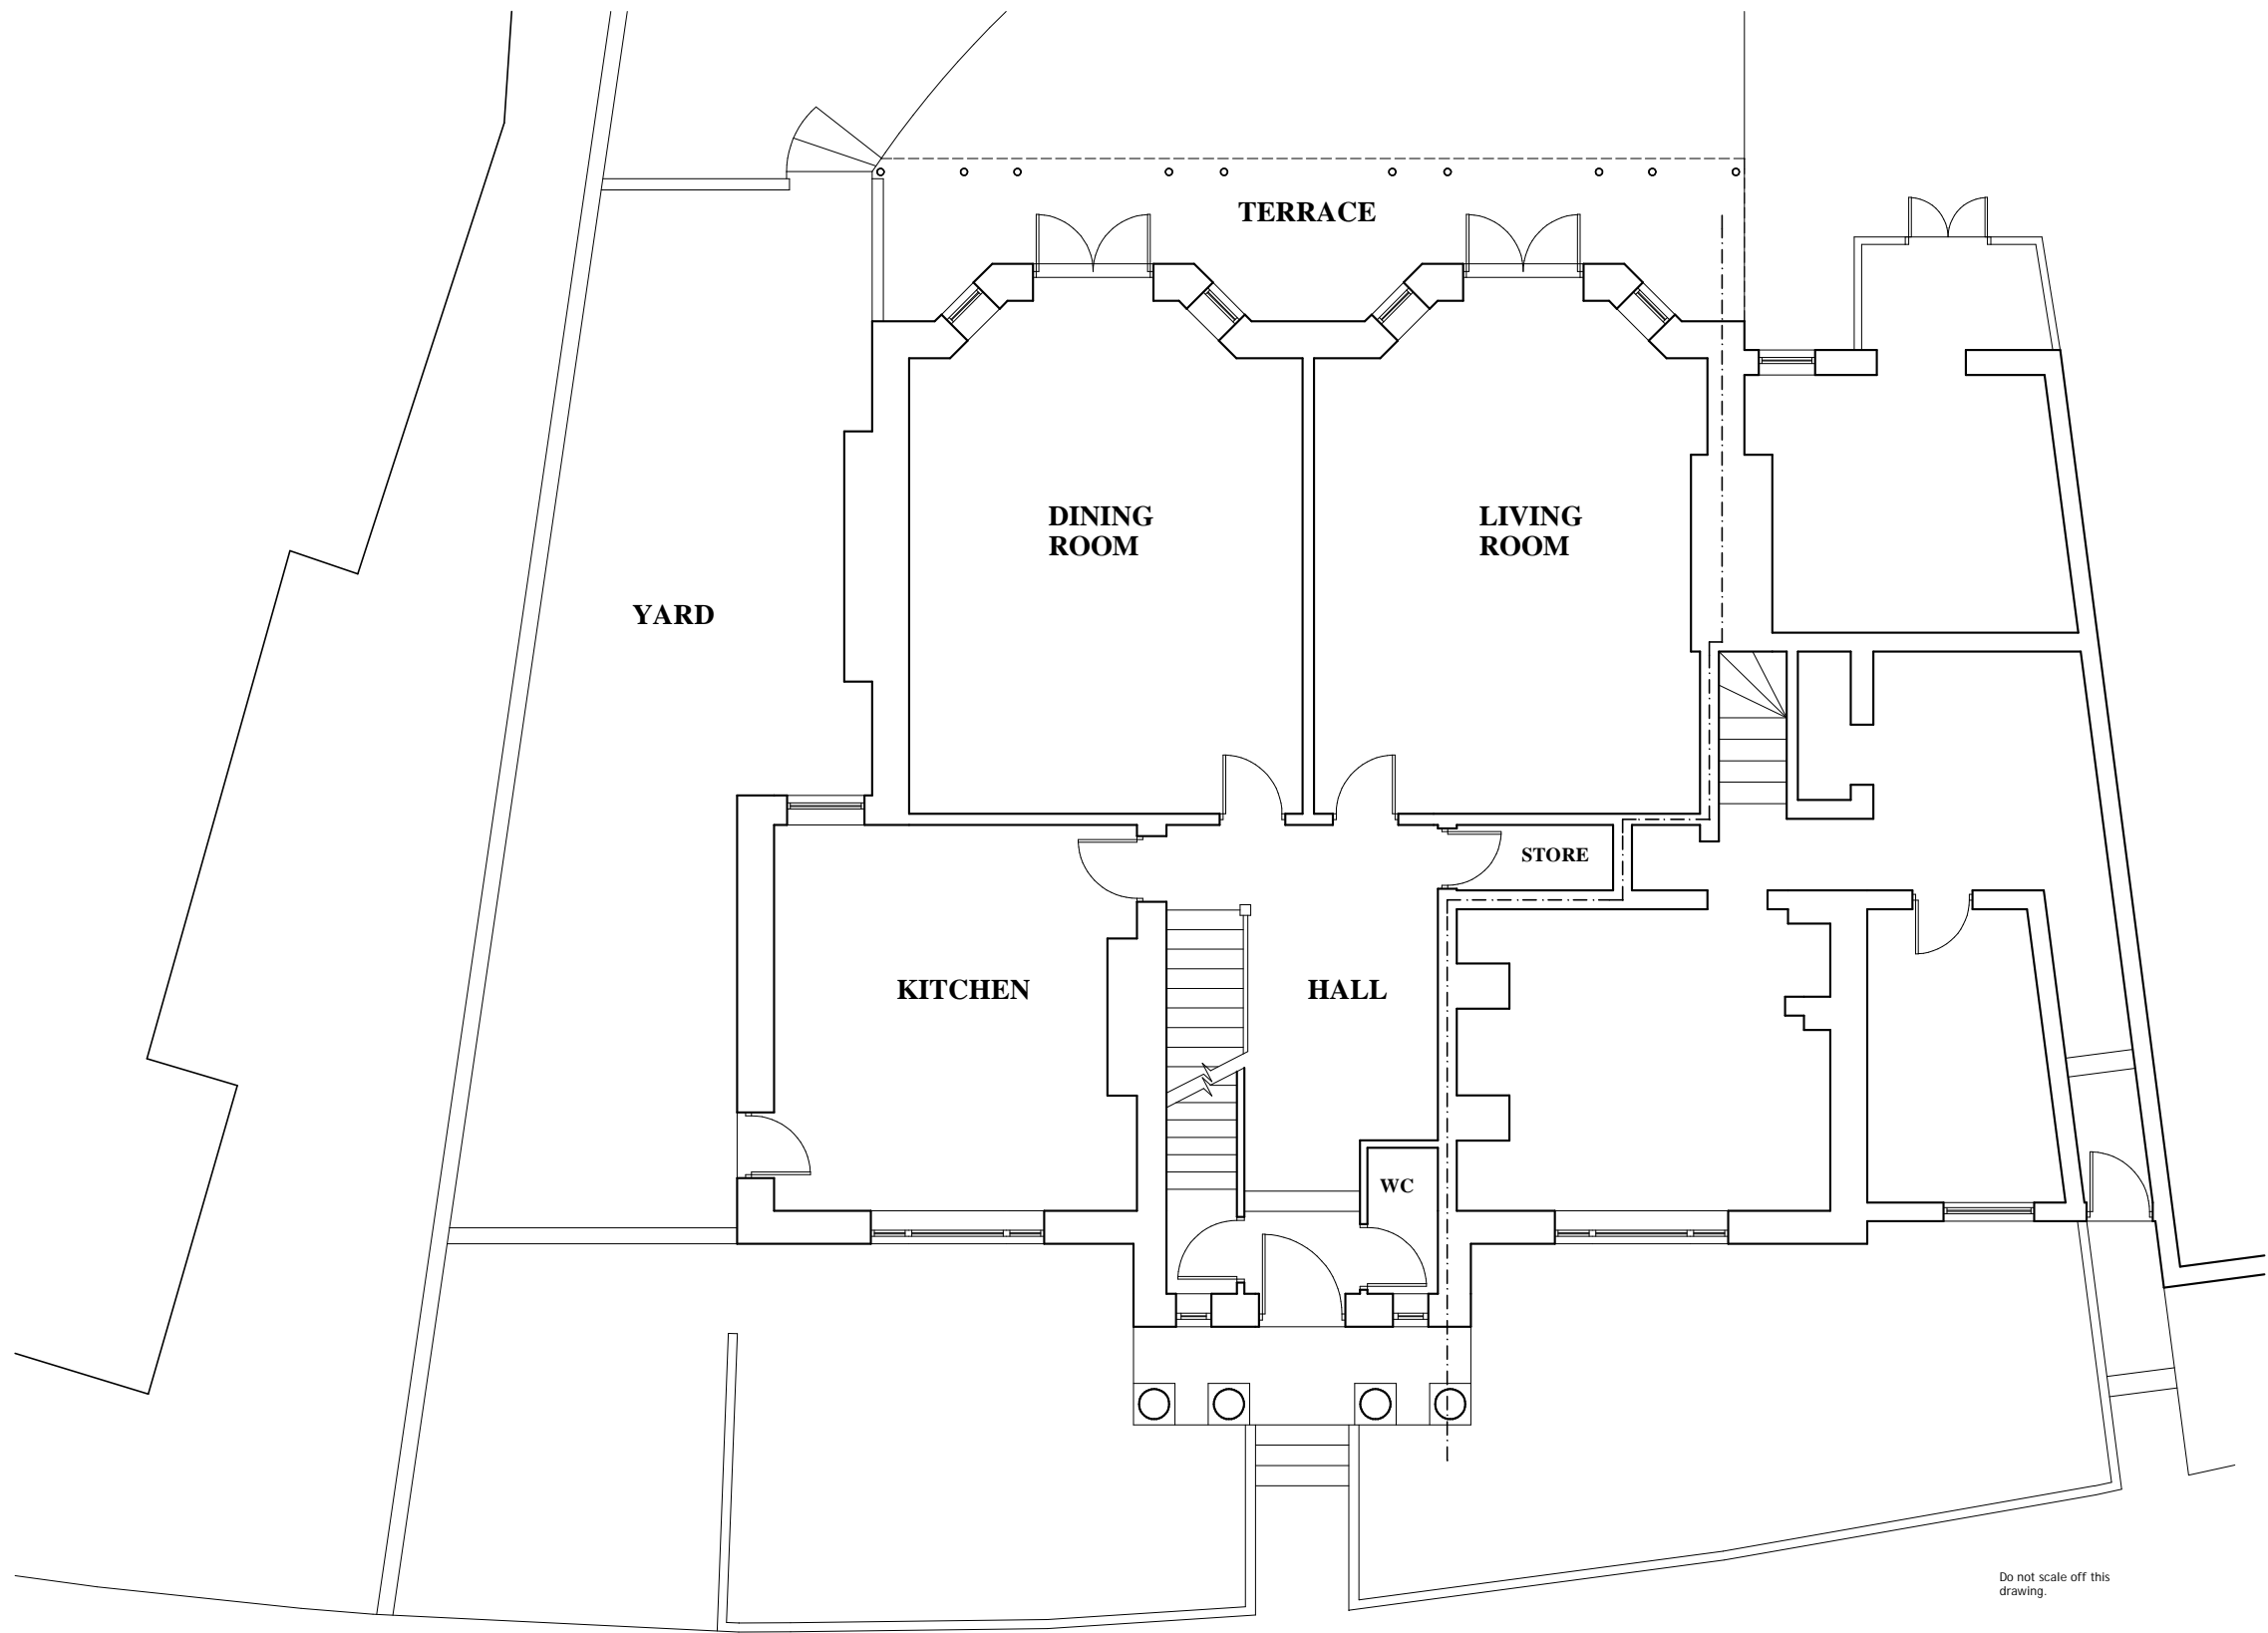 TERRACE
DINING
ROOM
LIVING
ROOM
YARD
STORE
KITCHEN
HALL
WC
Do not scale off this
drawing.